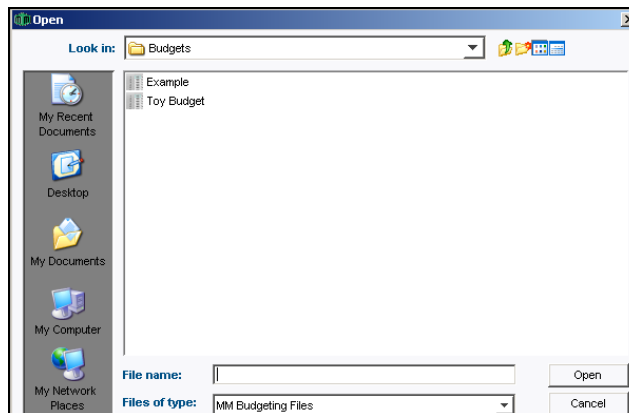 Open
Look in:
Budgets
My Recent
Documents
Desktop
My Documents
My Computer
My Network
Places
Example
Toy Budget
File name:
Open
Files of type:
MM Budgeting Files
Cancel